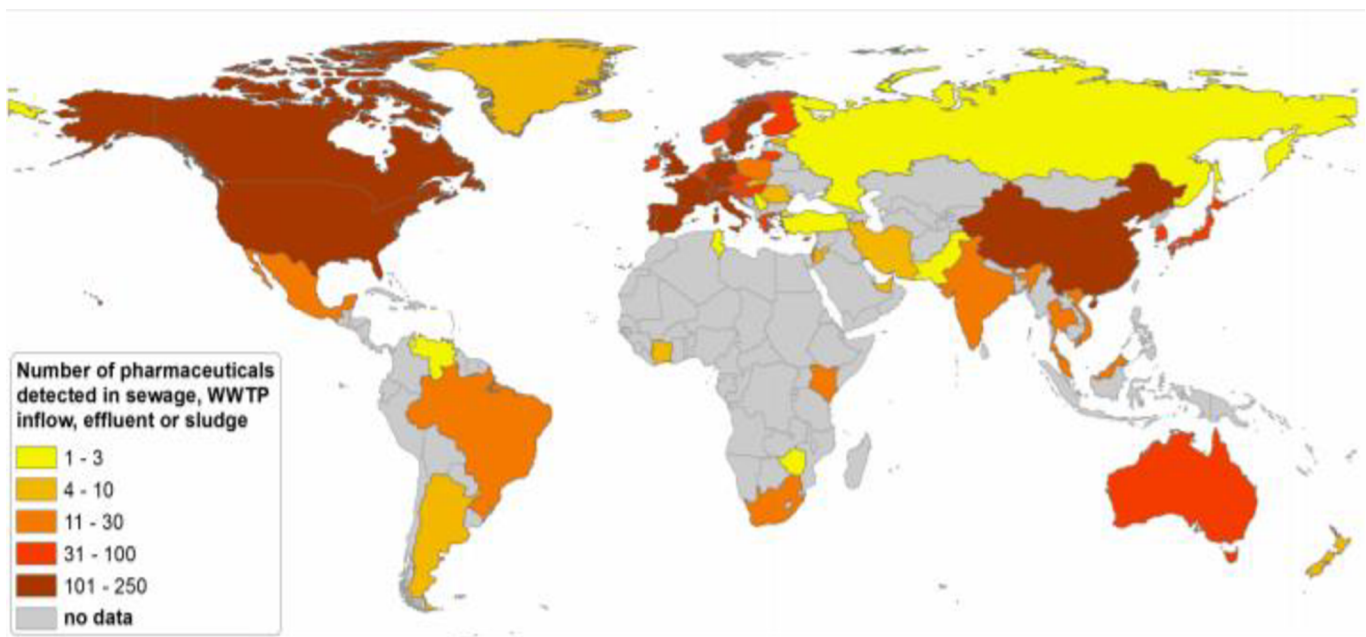 Number of pharmaceuticals
detected in sewage, WWTP
inflow, effluent or sludge
1 - 3
4 - 10
11 - 30
31 - 100
101 - 250
no data